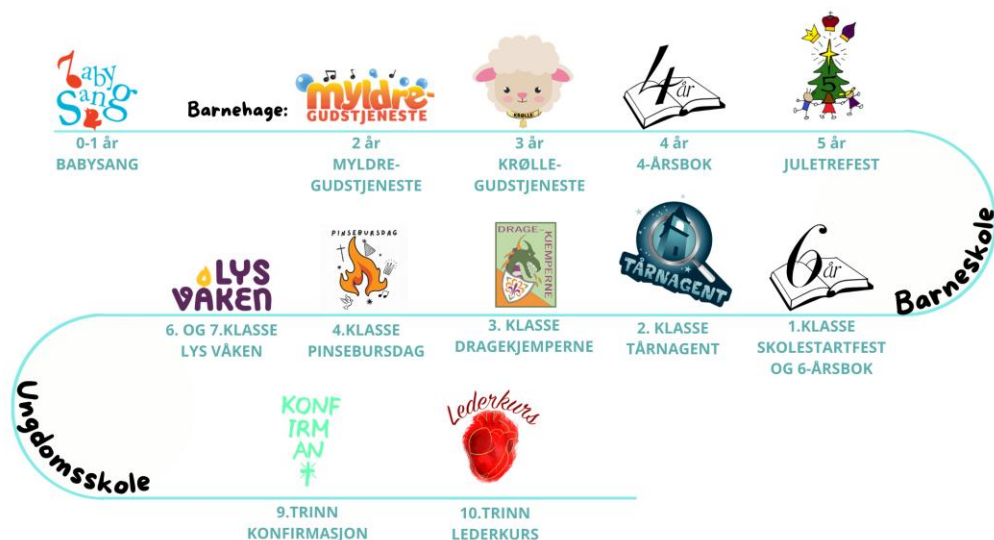 Baby
Sang
Barnehage:
myldre-
GUDSTJENESTE
KRØLLE
4 år
5
0-1 år
BABYSANG
2 år
MYLDRE-
GUDSTJENESTE
3 år
KRØLLE-
GUDSTJENESTE
4 år
4-ÅRSBOK
5 år
JULETREFEST
Barneskole
6 år
TÅRNAGENT
DRAGE-
KJEMPERNE
PINSEBURSDAG
LYS
VÅKEN
1.KLASSE
SKOLESTARTFEST
OG 6-ÅRSBOK
2. KLASSE
TÅRNAGENT
3. KLASSE
DRAGEKJEMPERNE
4.KLASSE
PINSEBURSDAG
6. OG 7.KLASSE
LYS VÅKEN
Ungdomsskole
KONF
IRM
AN
Lederkurs
9.TRINN
KONFIRMASJON
10.TRINN
LEDERKURS